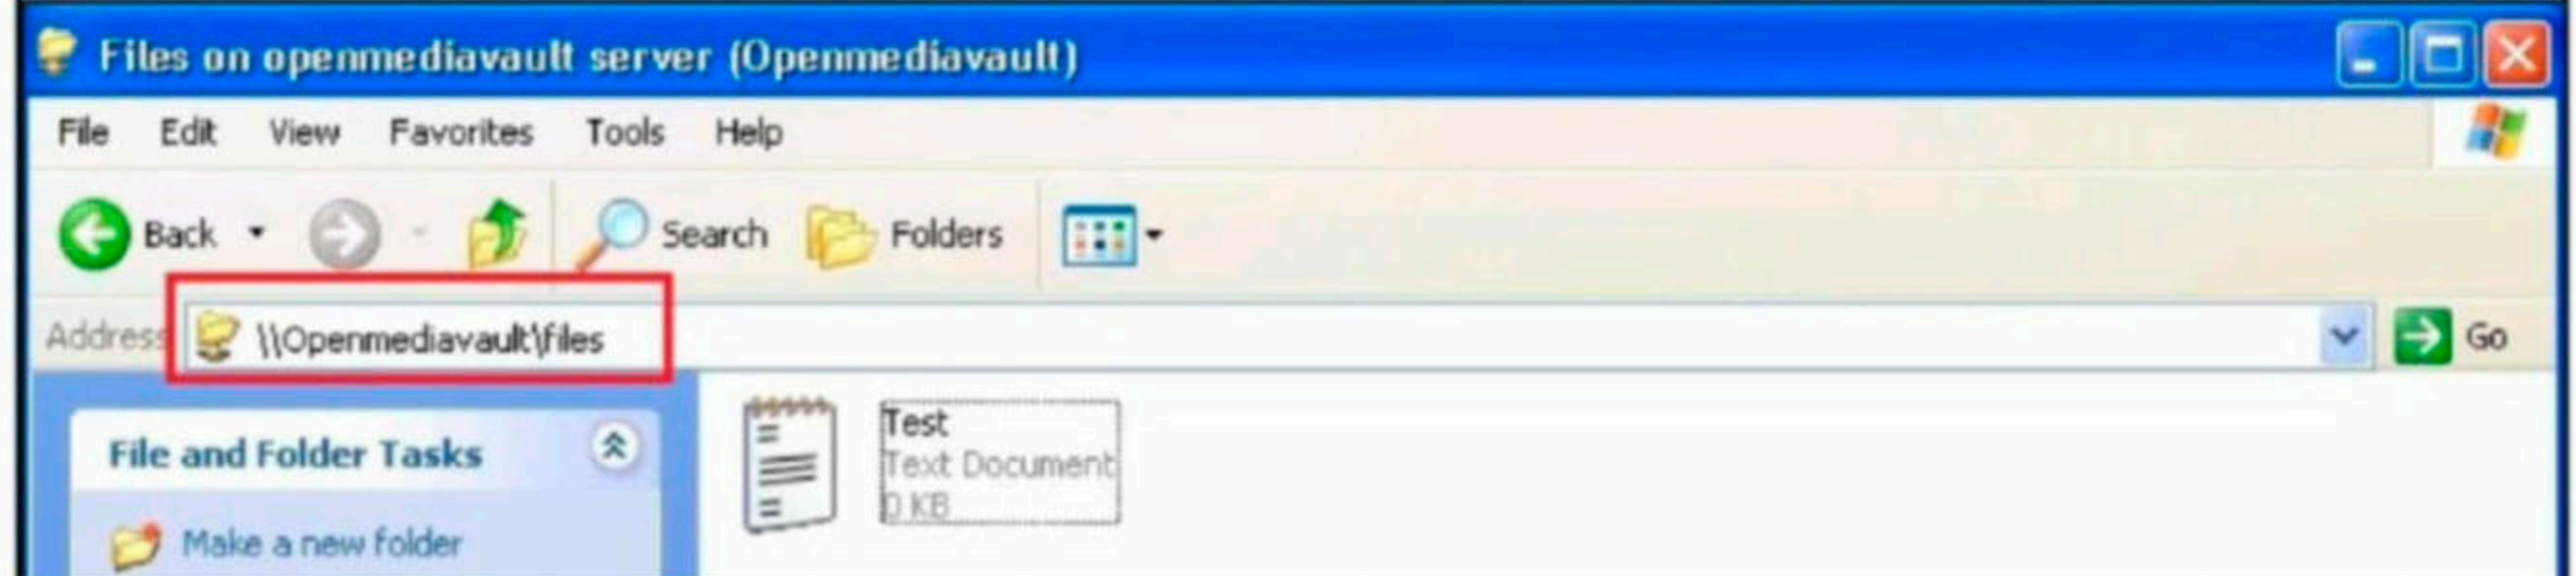 Files on openmediavault server (Openmediavault)
File Edit View Favorites Tools Help
Back Search Folders
Address \\Openmediavault\files Go
Test
Text Document
0 KB
File and Folder Tasks
Make a new folder